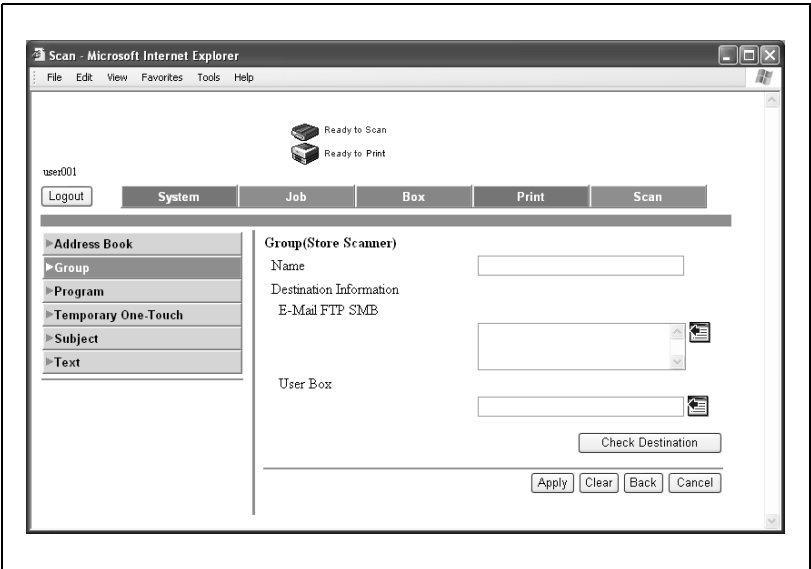 Scan - Microsoft Internet Explorer
File Edit View Favorites Tools Help
Ready to Scan
Ready to Print
user001
Logout System Job Box Print Scan
Address Book
Group
Program
Temporary One-Touch
Subject
Text
Group(Store Scanner)
Name
Destination Information
E-Mail FTP SMB
User Box
Check Destination
Apply Clear Back Cancel